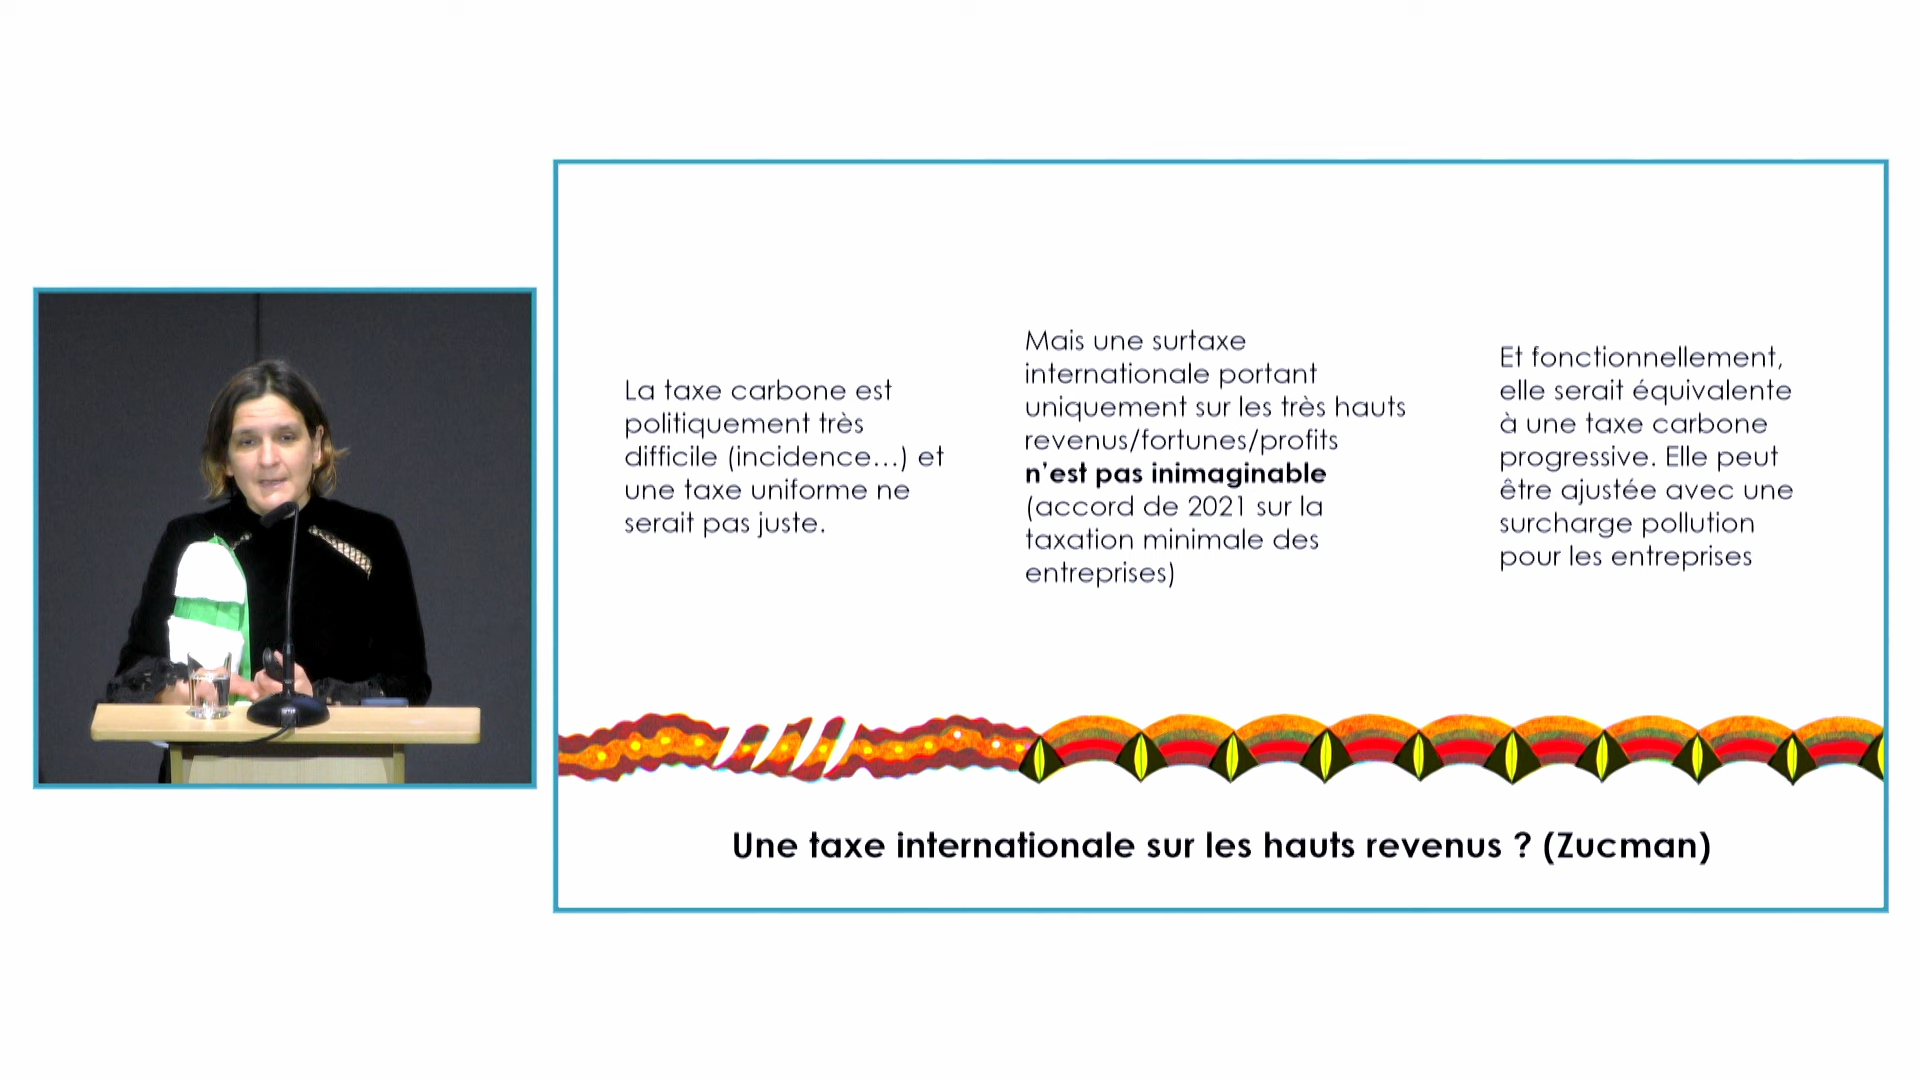 La taxe carbone est
politiquement très
difficile (incidence…) et
une taxe uniforme ne
serait pas juste.
Mais une surtaxe
internationale portant
uniquement sur les très hauts
revenus/fortunes/profits
n'est pas inimaginable
(accord de 2021 sur la
taxation minimale des
entreprises)
Et fonctionnellement,
elle serait équivalente
à une taxe carbone
progressive. Elle peut
être ajustée avec une
surcharge pollution
pour les entreprises
Une taxe internationale sur les hauts revenus ? (Zucman)